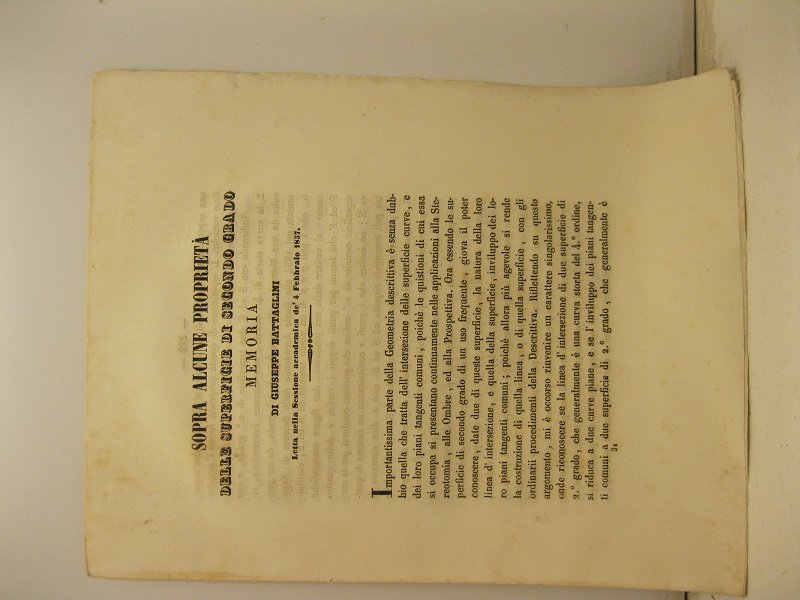 SOPRA ALCUNE PROPRIETÀ
DELLE SUPERFICIE DI SECONDO GRADO
MEMORIA
DI GIUSEPPE BATTAGLINI
Letta nella Sessione accademica de' 4 Febbraio 1857.
Importantissima parte della Geometria descrittiva è senza dub-
bio quella che tratta dell' intersezione delle superficie curve, e
dei loro piani tangenti comuni, poichè le quistioni di cui essa
si occupa si presentano continuamente nelle applicazioni alla Ste-
reotomia, alle Ombre, ed alla Prospettiva. Ora essendo le su-
perficie di secondo grado di un uso frequente, giova il poter
conoscere, date due di queste superficie, la natura della loro
linea d' intersezione, e quella della superficie, inviluppo dei lo-
ro piani tangenti comuni; poichè allora più agevole si rende
la costruzione di quella linea, o di quella superficie, con gli
ordinarii procedimenti della Descrittiva. Riflettendo su questo
argomento, mi è occorso rinvenire un carattere singolarissimo,
onde riconoscere se la linea d' intersezione di due superficie di
2.° grado, che generalmente è una curva storta del 4.° ordine,
si riduca a due curve piane, e se l' inviluppo dei piani tangen-
ti comuni a due superficie di 2.° grado, che generalmente è